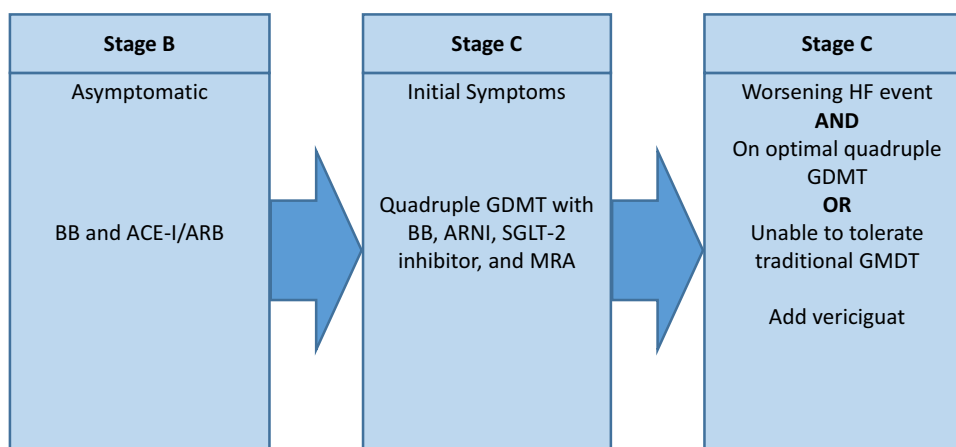 Stage B
Asymptomatic
BB and ACE-I/ARB
Stage C
Initial Symptoms
Quadruple GDMT with
BB, ARNI, SGLT-2
inhibitor, and MRA
Stage C
Worsening HF event
AND
On optimal quadruple
GDMT
OR
Unable to tolerate
traditional GMDT
Add vericiguat